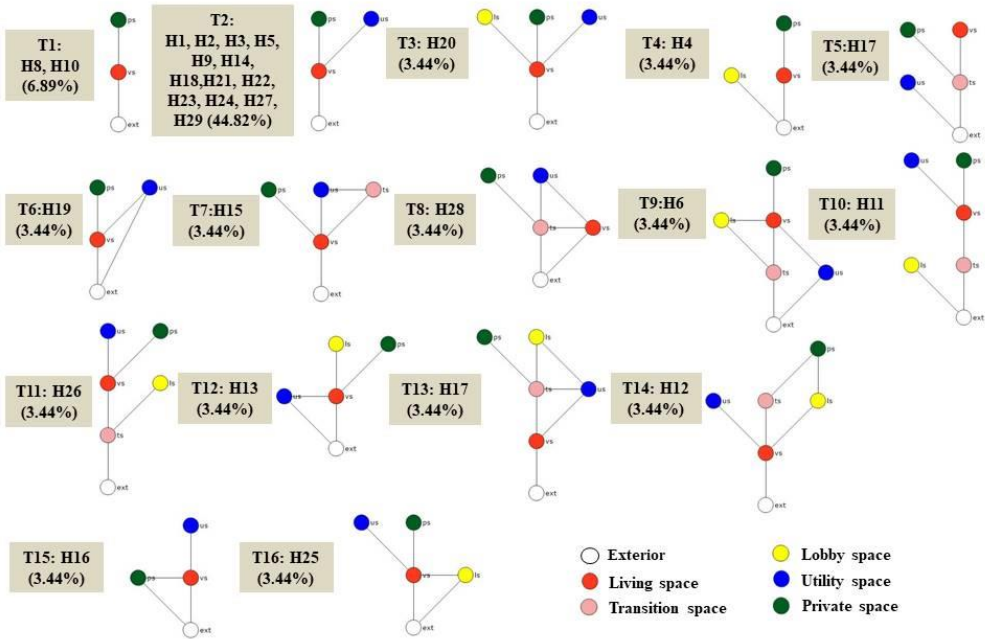 T1:
H8, H10
(6.89%)
ps
vs
ext
T2:
H1, H2, H3, H5,
H9, H14,
H18,H21, H22,
H23, H24, H27,
H29 (44.82%)
ps
us
vs
ext
T3: H20
(3.44%)
ls
ps
us
vs
ext
T4: H4
(3.44%)
ps
ls
vs
ext
T5:H17
(3.44%)
ps
vs
us
ts
ext
T6:H19
(3.44%)
ps
us
vs
ext
T7:H15
(3.44%)
ps
us
ts
vs
ext
T8: H28
(3.44%)
ps
us
ts
vs
ext
T9:H6
(3.44%)
ps
ls
vs
ts
us
ext
T10: H11
(3.44%)
us
ps
vs
ls
ts
ext
T11: H26
(3.44%)
us
ps
vs
ls
ts
ext
T12: H13
(3.44%)
ls
ps
us
vs
ext
T13: H17
(3.44%)
ps
ls
ts
us
vs
ext
T14: H12
(3.44%)
ps
us
ts
ls
vs
ext
T15: H16
(3.44%)
us
ps
vs
ext
T16: H25
(3.44%)
us
ps
vs
ls
ext
Exterior
Living space
Transition space
Lobby space
Utility space
Private space